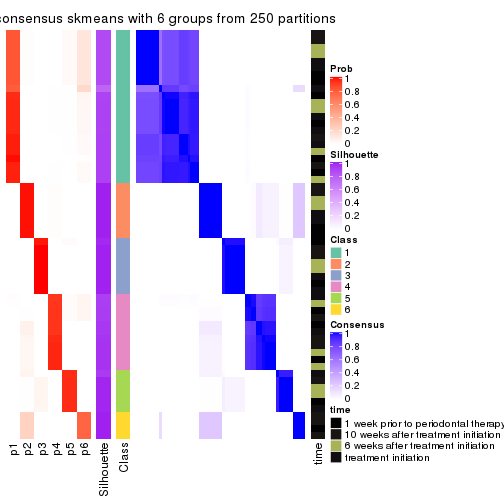 consensus skmeans with 6 groups from 250 partitions
Prob
1
0.8
0.6
0.4
0.2
0
Silhouette
1
0.8
0.6
0.4
0.2
0
Class
1
2
3
4
5
6
Consensus
1
0.8
0.6
0.4
0.2
0
time
1 week prior to periodontal therapy
10 weeks after treatment initiation
6 weeks after treatment initiation
treatment initiation
p1
p2
p3
p4
p5
p6
Silhouette
Class
time